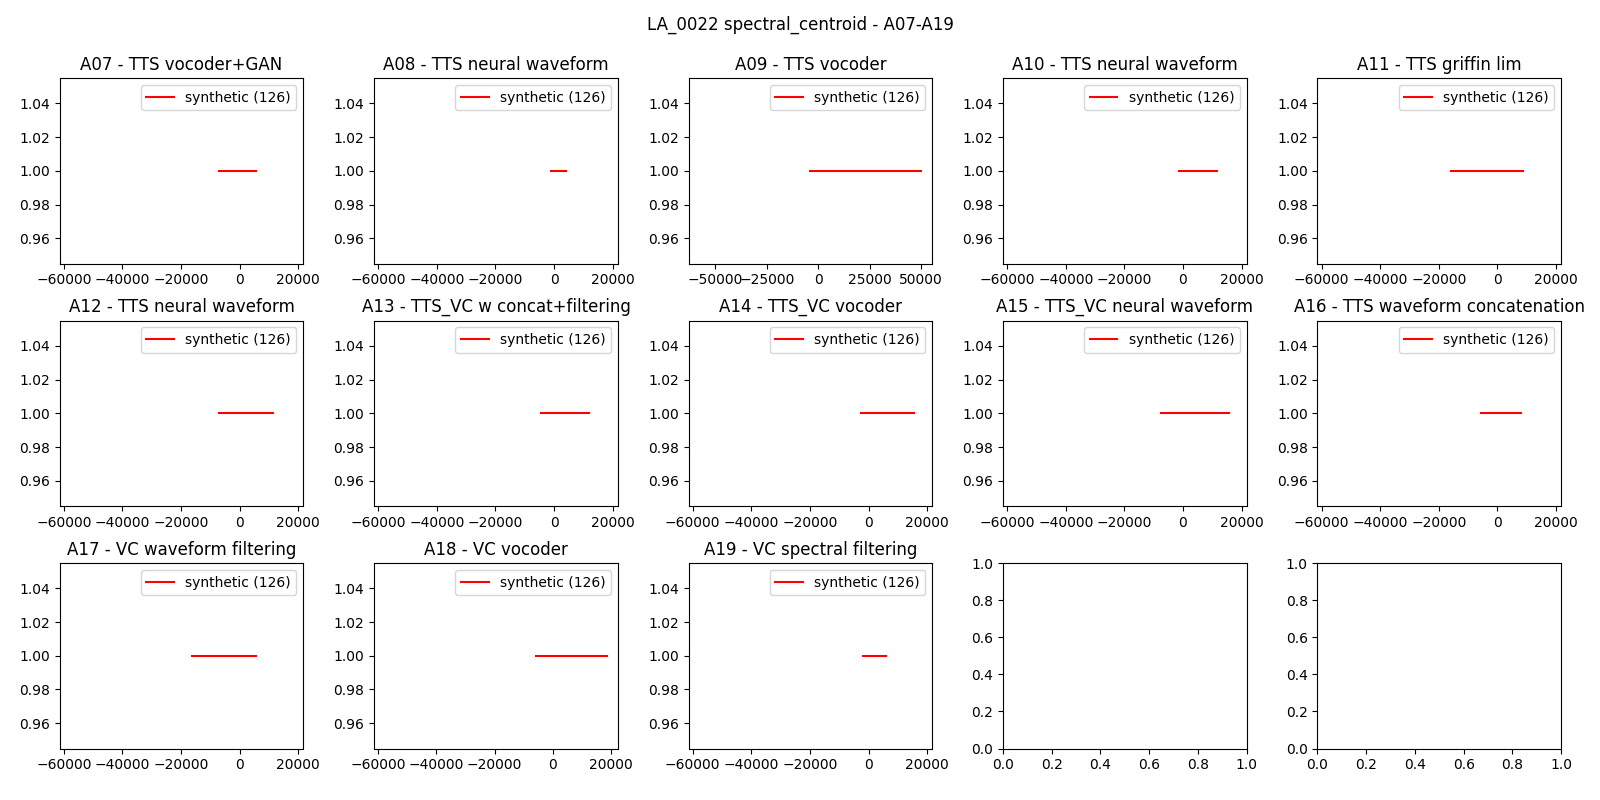 LA_0022 spectral_centroid - A07-A19
A07 - TTS vocoder+GAN
A08 - TTS neural waveform
A09 - TTS vocoder
A10 - TTS neural waveform
A11 - TTS griffin lim
synthetic (126)
synthetic (126)
synthetic (126)
synthetic (126)
synthetic (126)
1.04 1.04 1.04 1.04 1.04
1.02 1.02 1.02 1.02 1.02
1.00 1.00 1.00 1.00 1.00
0.98 0.98 0.98 0.98 0.98
0.96 0.96 0.96 0.96 0.96
−60000 −40000 −20000 0 20000
−60000 −40000 −20000 0 20000
−50000 −25000 0 25000 50000
−60000 −40000 −20000 0 20000
−60000 −40000 −20000 0 20000
A12 - TTS neural waveform
A13 - TTS_VC w concat+filtering
A14 - TTS_VC vocoder
A15 - TTS_VC neural waveform
A16 - TTS waveform concatenation
synthetic (126)
synthetic (126)
synthetic (126)
synthetic (126)
synthetic (126)
1.04 1.04 1.04 1.04 1.04
1.02 1.02 1.02 1.02 1.02
1.00 1.00 1.00 1.00 1.00
0.98 0.98 0.98 0.98 0.98
0.96 0.96 0.96 0.96 0.96
−60000 −40000 −20000 0 20000
−60000 −40000 −20000 0 20000
−60000 −40000 −20000 0 20000
−60000 −40000 −20000 0 20000
−60000 −40000 −20000 0 20000
A17 - VC waveform filtering
A18 - VC vocoder
A19 - VC spectral filtering
synthetic (126)
synthetic (126)
synthetic (126)
1.04 1.04 1.04 1.0 1.0
1.02 1.02 1.02 0.8 0.8
1.00 1.00 1.00 0.6 0.6
0.98 0.98 0.98 0.4 0.4
0.96 0.96 0.96 0.2 0.2
0.0 0.0
−60000 −40000 −20000 0 20000
−60000 −40000 −20000 0 20000
−60000 −40000 −20000 0 20000
0.0 0.2 0.4 0.6 0.8 1.0
0.0 0.2 0.4 0.6 0.8 1.0